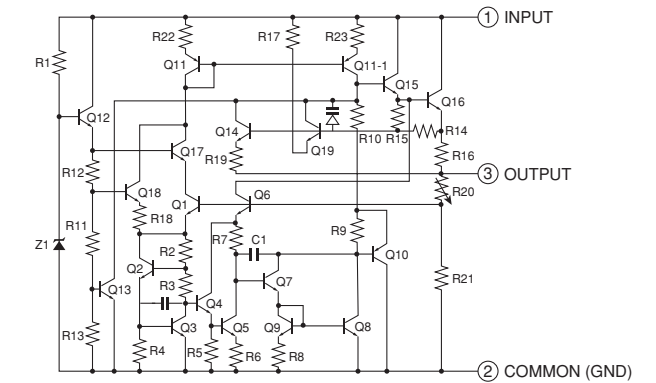 1 INPUT
R22
R17
R23
R1
Q11
Q11-1
Q15
Q16
Q12
Q14
R10
R15
R14
Q19
R19
R16
Q17
3 OUTPUT
R12
R20
Q18
Q1
Q6
R18
R11
R7
C1
R9
Z1
R2
Q10
R21
Q2
Q7
R3
Q13
Q4
R13
Q3
Q5
Q9
Q8
R4
R5
R6
R8
2 COMMON (GND)